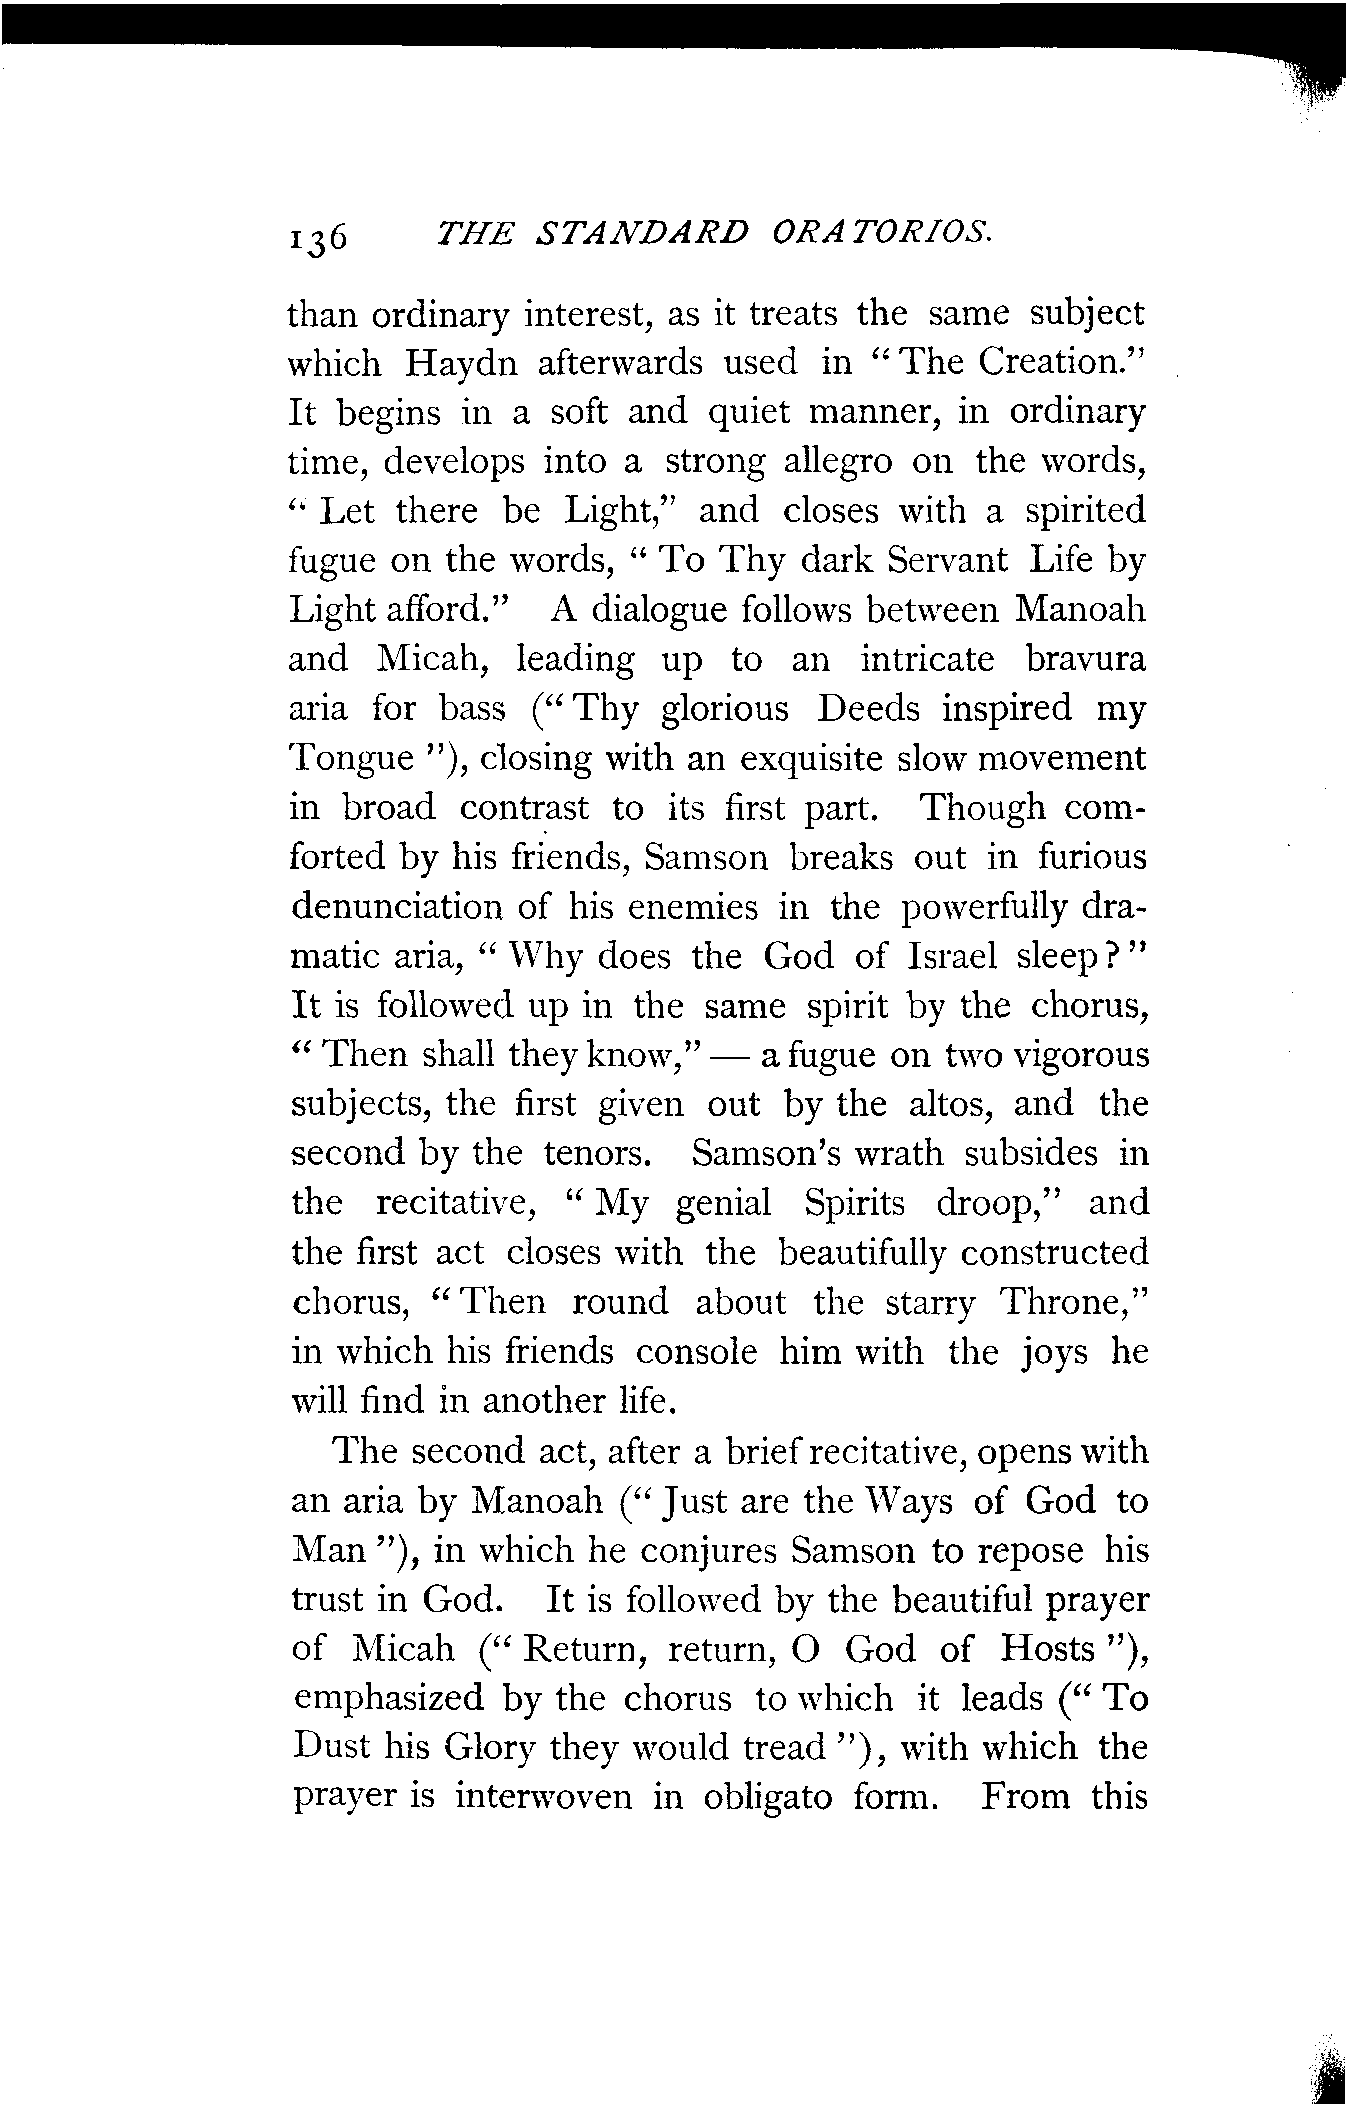 136 THE STANDARD ORATORIOS.
than ordinary interest, as it treats the same subject
which Haydn afterwards used in “The Creation.”
It begins in a soft and quiet manner, in ordinary
time, develops into a strong allegro on the words,
“Let there be Light,” and closes with a spirited
fugue on the words, “To Thy dark Servant Life by
Light afford.” A dialogue follows between Manoah
and Micah, leading up to an intricate bravura
aria for bass (“Thy glorious Deeds inspired my
Tongue”), closing with an exquisite slow movement
in broad contrast to its first part. Though com-
forted by his friends, Samson breaks out in furious
denunciation of his enemies in the powerfully dra-
matic aria, “Why does the God of Israel sleep?”
It is followed up in the same spirit by the chorus,
“Then shall they know,” — a fugue on two vigorous
subjects, the first given out by the altos, and the
second by the tenors. Samson’s wrath subsides in
the recitative, “My genial Spirits droop,” and
the first act closes with the beautifully constructed
chorus, “Then round about the starry Throne,”
in which his friends console him with the joys he
will find in another life.
The second act, after a brief recitative, opens with
an aria by Manoah (“Just are the Ways of God to
Man”), in which he conjures Samson to repose his
trust in God. It is followed by the beautiful prayer
of Micah (“Return, return, O God of Hosts”),
emphasized by the chorus to which it leads (“To
Dust his Glory they would tread”), with which the
prayer is interwoven in obligato form. From this